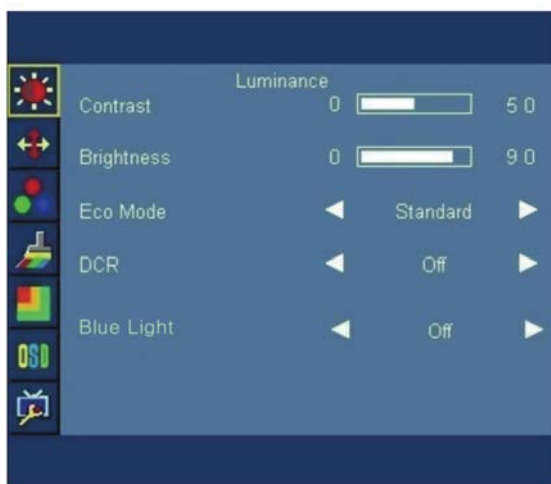 Luminance
Contrast 0 50
Brightness 0 90
Eco Mode Standard
DCR Off
Blue Light Off
OSD